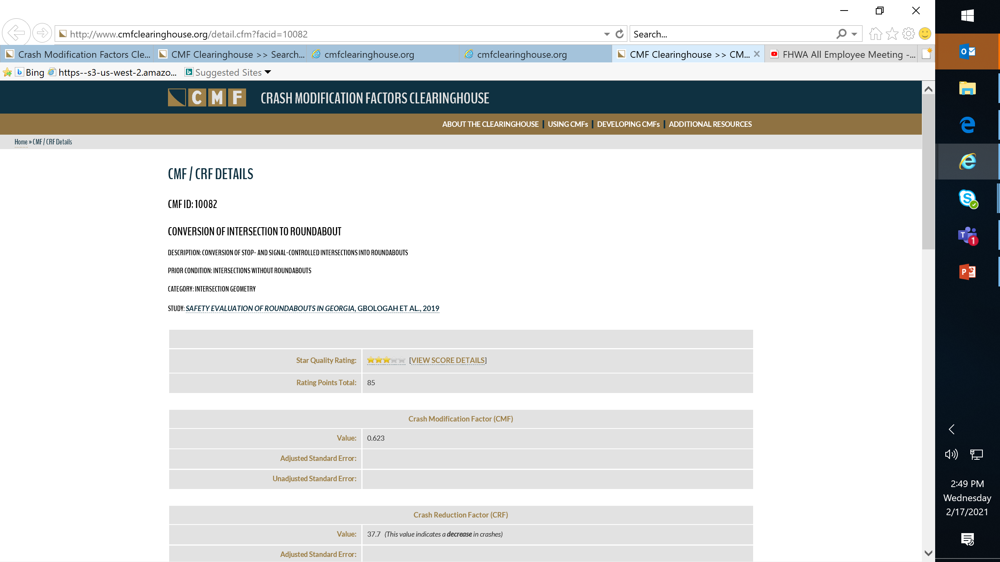 http://www.cmfclearinghouse.org/detail.cfm?facid=10082
Search...
Crash Modification Factors Cle...
CMF Clearinghouse >> Search...
cmfclearinghouse.org
cmfclearinghouse.org
CMF Clearinghouse >> CM...
FHWA All Employee Meeting -...
Bing
https--s3-us-west-2.amazo...
Suggested Sites
CMF
CRASH MODIFICATION FACTORS CLEARINGHOUSE
ABOUT THE CLEARINGHOUSE | USING CMFs | DEVELOPING CMFs | ADDITIONAL RESOURCES
Home » CMF / CRF Details
CMF / CRF DETAILS
CMF ID: 10082
CONVERSION OF INTERSECTION TO ROUNDABOUT
DESCRIPTION: CONVERSION OF STOP- AND SIGNAL-CONTROLLED INTERSECTIONS INTO ROUNDABOUTS
PRIOR CONDITION: INTERSECTIONS WITHOUT ROUNDABOUTS
CATEGORY: INTERSECTION GEOMETRY
STUDY: SAFETY EVALUATION OF ROUNDABOUTS IN GEORGIA, GBOLOGAH ET AL., 2019
Star Quality Rating: [VIEW SCORE DETAILS]
Rating Points Total: 85
Crash Modification Factor (CMF)
Value: 0.623
Adjusted Standard Error:
Unadjusted Standard Error:
Crash Reduction Factor (CRF)
Value: 37.7 (This value indicates a decrease in crashes)
Adjusted Standard Error:
2:49 PM
Wednesday
2/17/2021